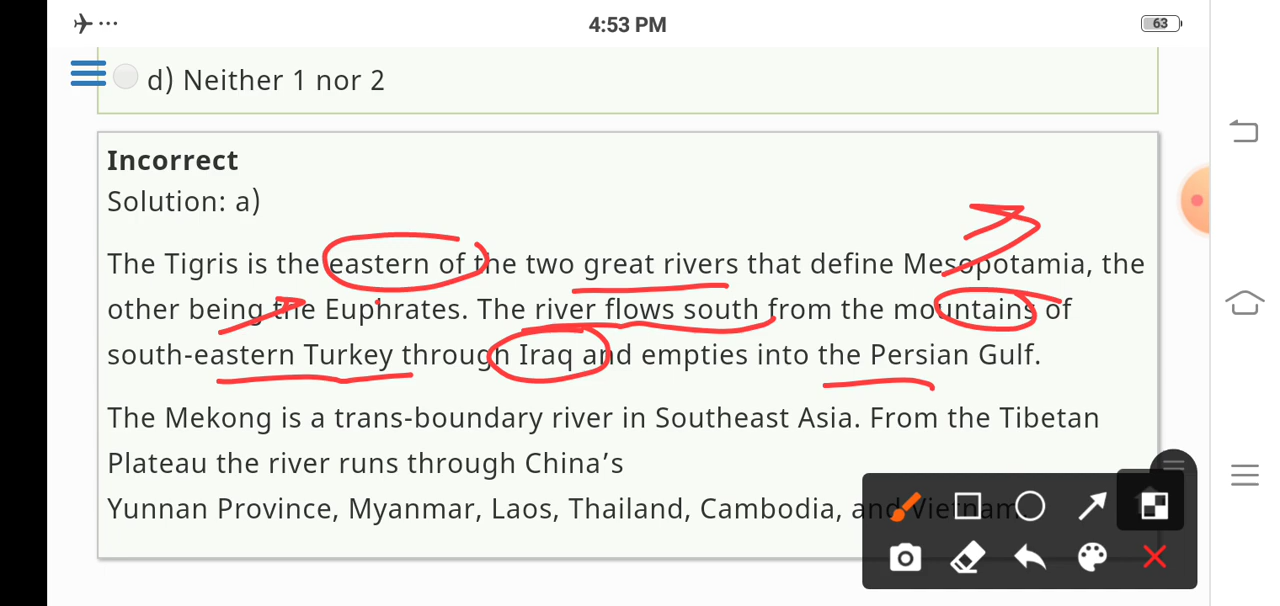 4:53 PM
63
d) Neither 1 nor 2
Incorrect
Solution: a)
The Tigris is the eastern of the two great rivers that define Mesopotamia, the
other being the Euphrates. The river flows south from the mountains of
south-eastern Turkey through Iraq and empties into the Persian Gulf.
The Mekong is a trans-boundary river in Southeast Asia. From the Tibetan
Plateau the river runs through China’s
Yunnan Province, Myanmar, Laos, Thailand, Cambodia, and Vietnam.